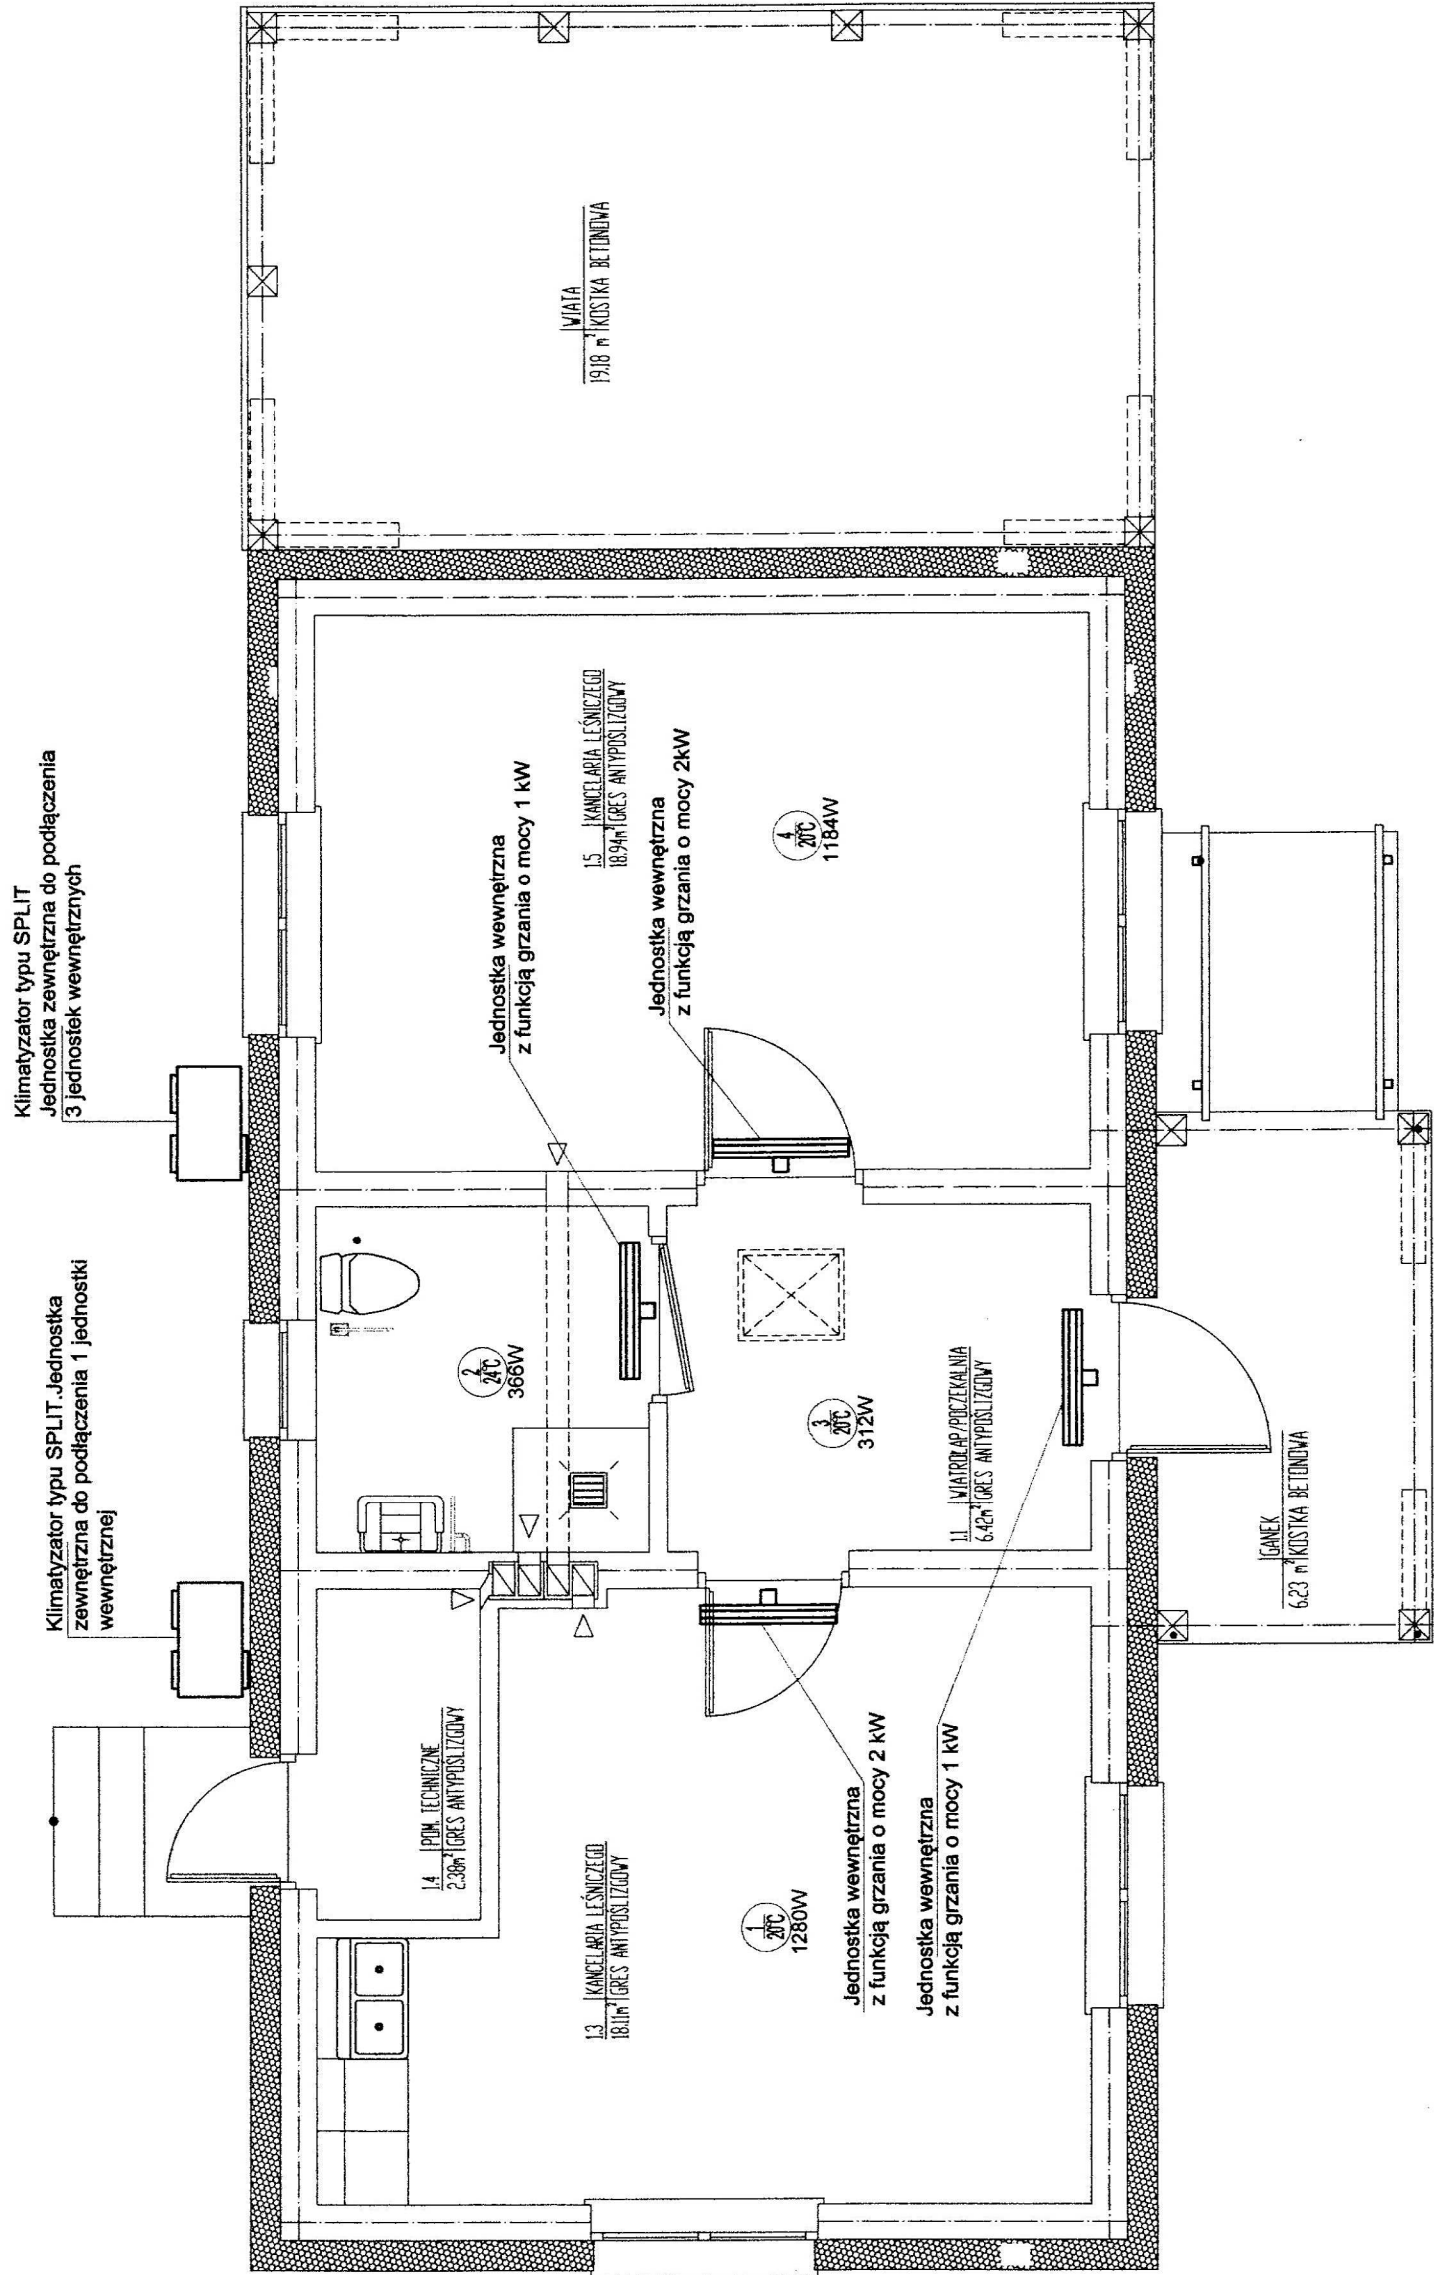 Klimatyzator typu SPLIT.Jednostka
zewnętrzna do podłączenia 1 jednostki
wewnętrznej
Klimatyzator typu SPLIT
Jednostka zewnętrzna do podłączenia
3 jednostek wewnętrznych
1.4 POM. TECHNICZNE
2.38m² GRES ANTYPOŚLIZGOWY
2
24°C
366W
Jednostka wewnętrzna
z funkcją grzania o mocy 1 kW
1.3 KANCELARIA LEŚNICZEGO
18.11m² GRES ANTYPOŚLIZGOWY
1.5 KANCELARIA LEŚNICZEGO
18.94m² GRES ANTYPOŚLIZGOWY
WIATA
19.18 m² KOSTKA BETONOWA
Jednostka wewnętrzna
z funkcją grzania o mocy 2kW
1
20°C
1280W
3
20°C
312W
4
20°C
1184W
Jednostka wewnętrzna
z funkcją grzania o mocy 2 kW
Jednostka wewnętrzna
z funkcją grzania o mocy 1 kW
1.1 WIATROŁAP/POCZEKALNIA
6.42m² GRES ANTYPOŚLIZGOWY
GANEK
6.23 m² KOSTKA BETONOWA